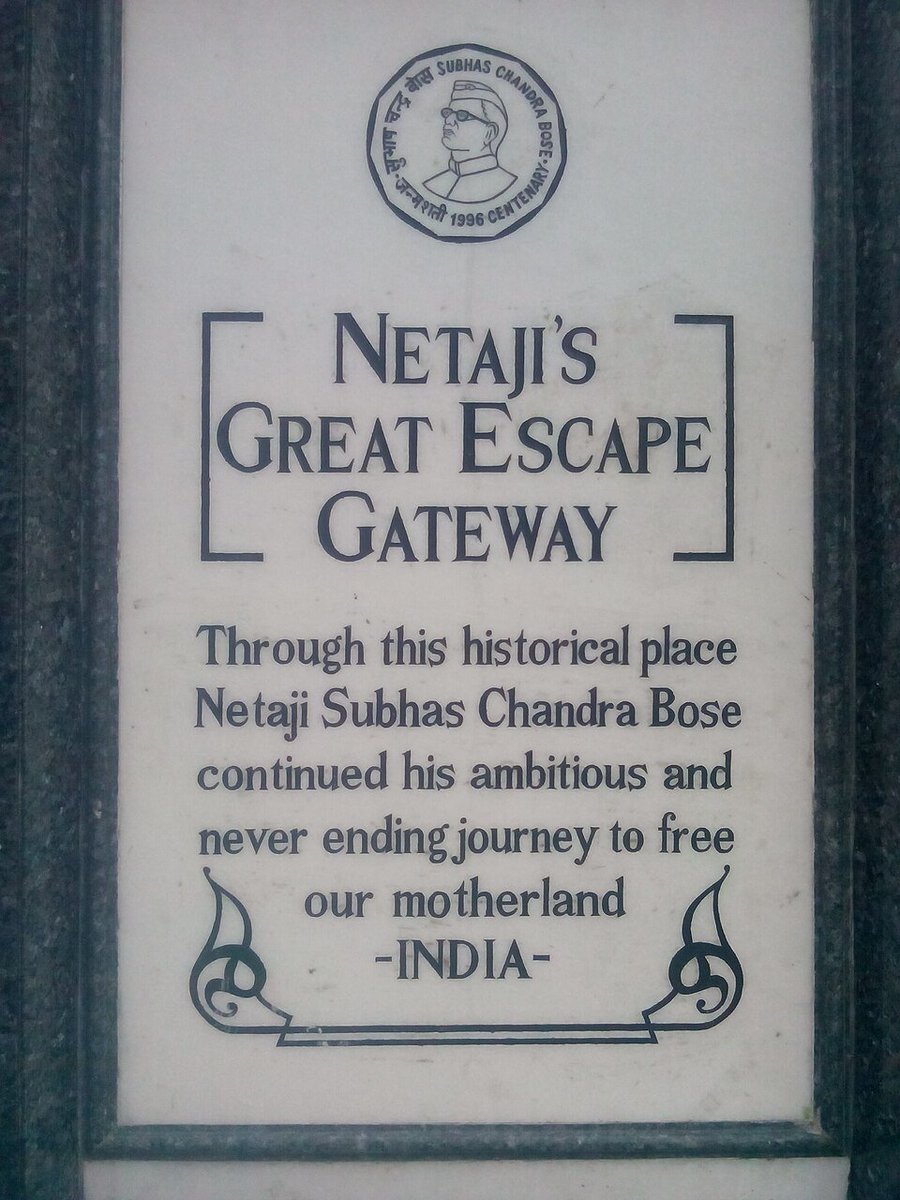 सुभाष चन्द्र बोस SUBHAS CHANDRA BOSE
जन्मशती 1996 CENTENARY
NETAJI'S
GREAT ESCAPE
GATEWAY
Through this historical place
Netaji Subhas Chandra Bose
continued his ambitious and
never ending journey to free
our motherland
-INDIA-